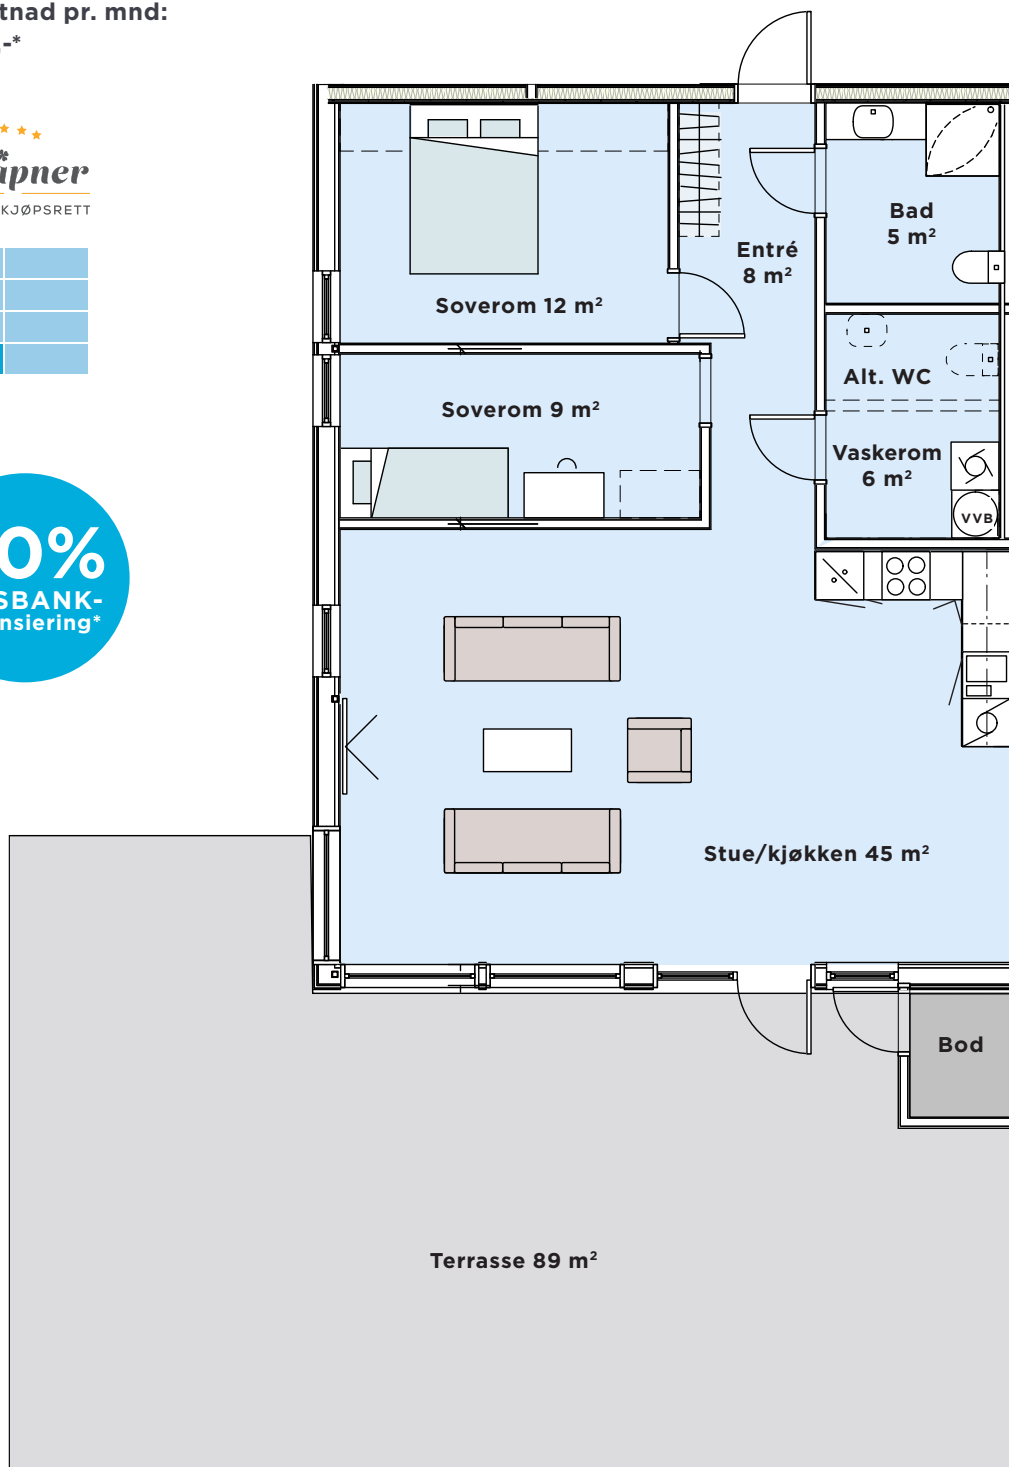 tnad pr. mnd:
-*
KJØPSRETT
0%
SBANK-
nsiering*
Soverom 12 m²
Entré
8 m²
Bad
5 m²
Soverom 9 m²
Alt. WC
Vaskerom
6 m²
VVB
Stue/kjøkken 45 m²
Bod
Terrasse 89 m²